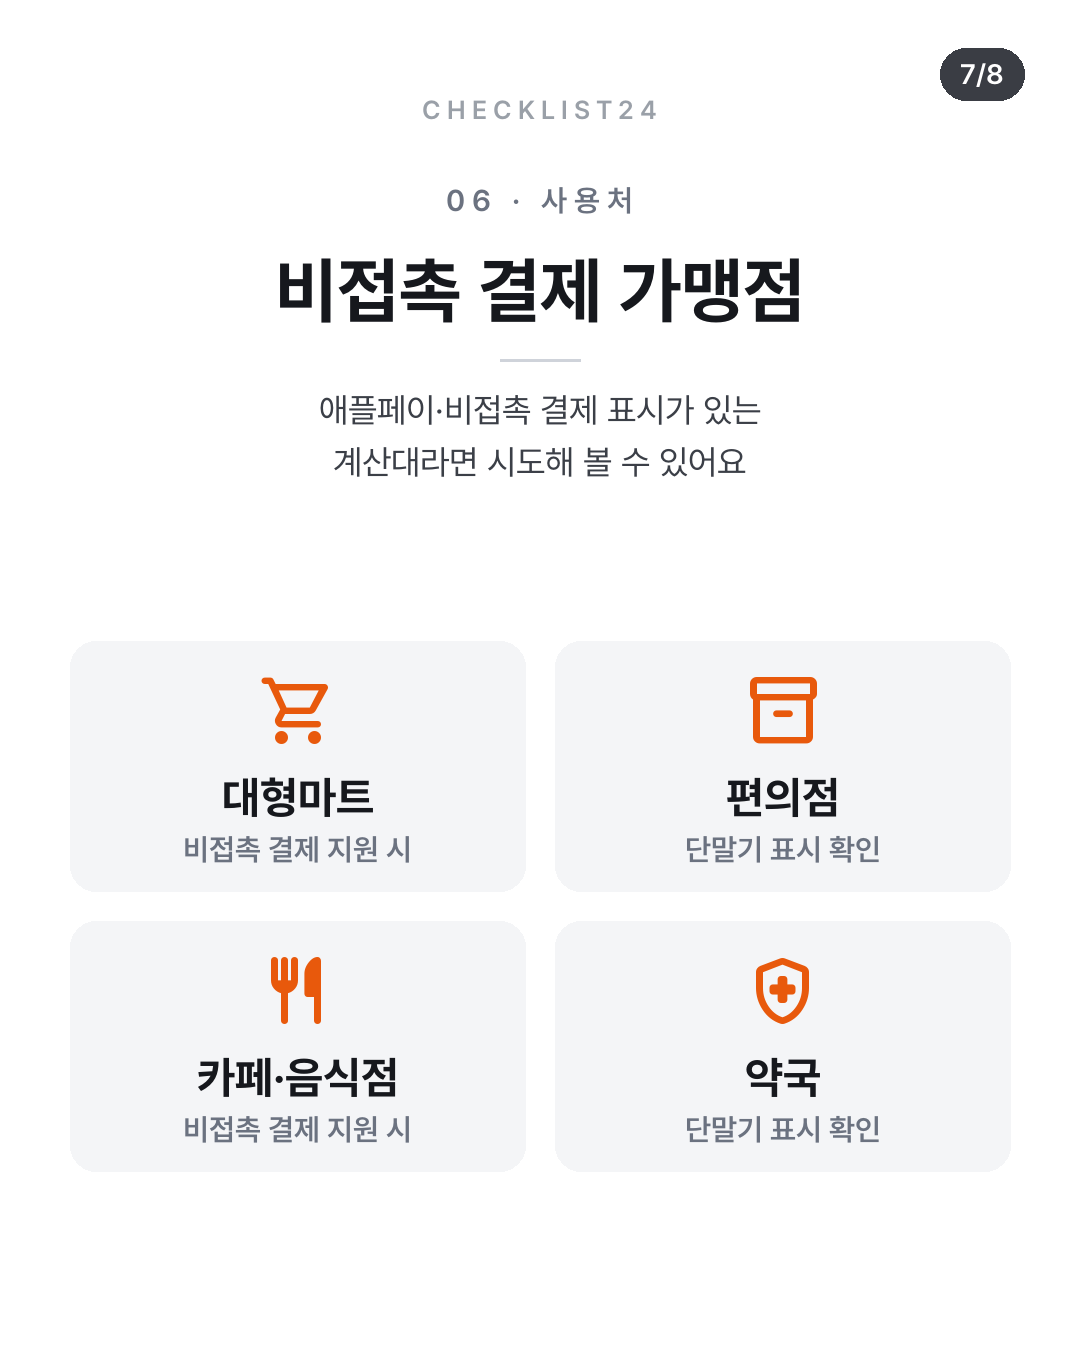 7/8
CHECKLIST24
06 · 사용처
비접촉 결제 가맹점
애플페이·비접촉 결제 표시가 있는
계산대라면 시도해 볼 수 있어요
대형마트
비접촉 결제 지원 시
편의점
단말기 표시 확인
카페·음식점
비접촉 결제 지원 시
약국
단말기 표시 확인